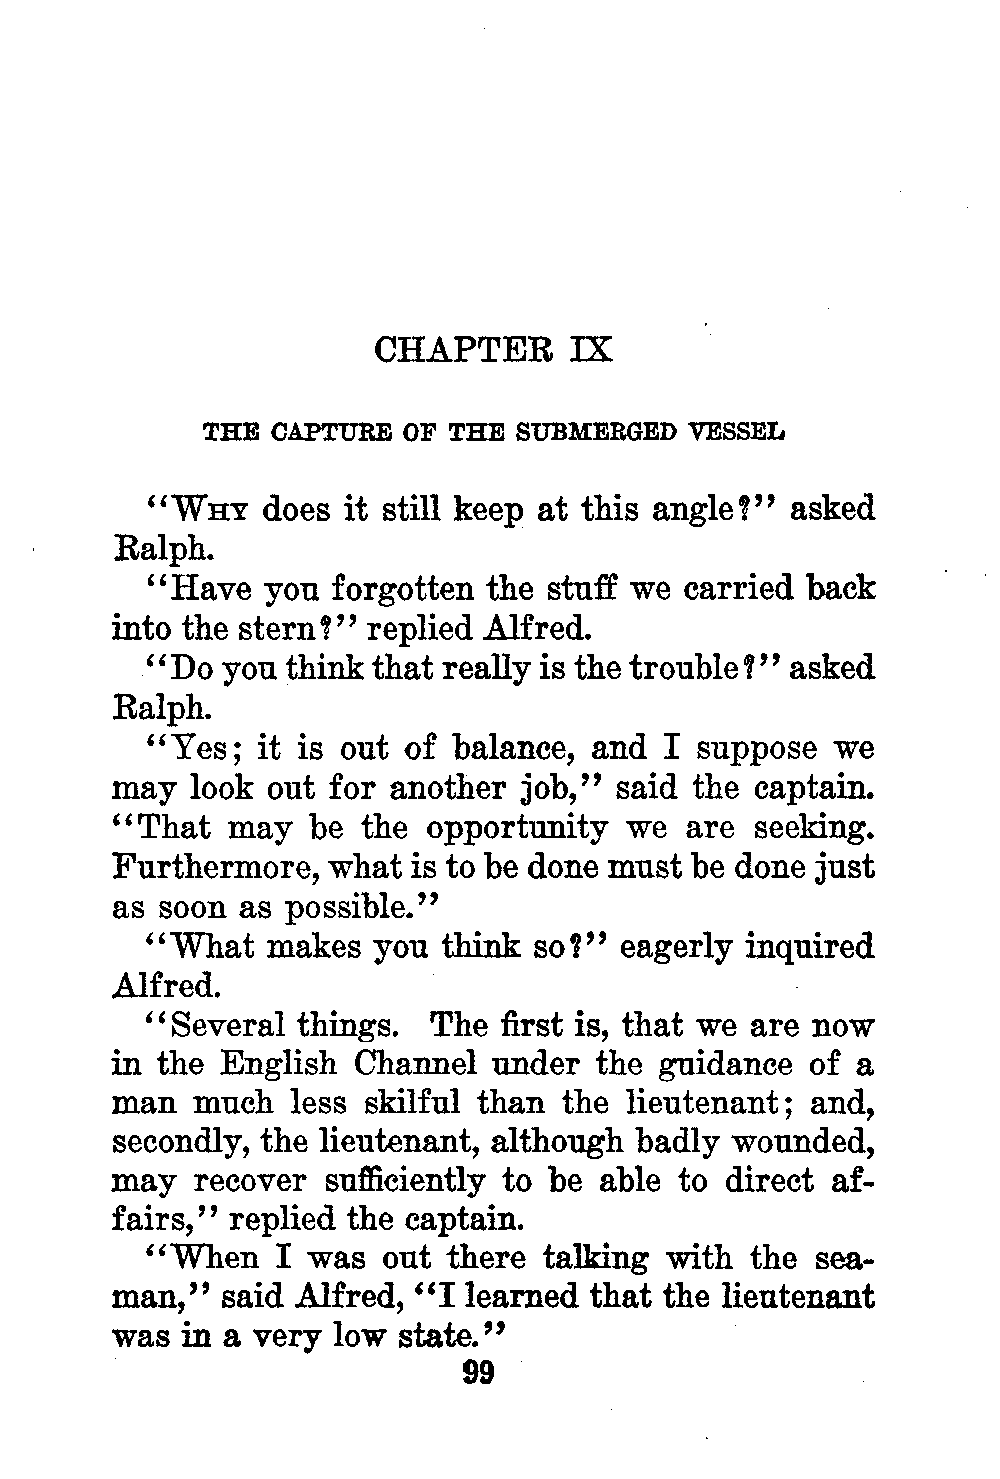 CHAPTER IX
THE CAPTURE OF THE SUBMERGED VESSEL
“WHY does it still keep at this angle?” asked
Ralph.
“Have you forgotten the stuff we carried back
into the stern?” replied Alfred.
“Do you think that really is the trouble?” asked
Ralph.
“Yes; it is out of balance, and I suppose we
may look out for another job,” said the captain.
“That may be the opportunity we are seeking.
Furthermore, what is to be done must be done just
as soon as possible.”
“What makes you think so?” eagerly inquired
Alfred.
“Several things. The first is, that we are now
in the English Channel under the guidance of a
man much less skilful than the lieutenant; and,
secondly, the lieutenant, although badly wounded,
may recover sufficiently to be able to direct af-
fairs,” replied the captain.
“When I was out there talking with the sea-
man,” said Alfred, “I learned that the lieutenant
was in a very low state.”
99